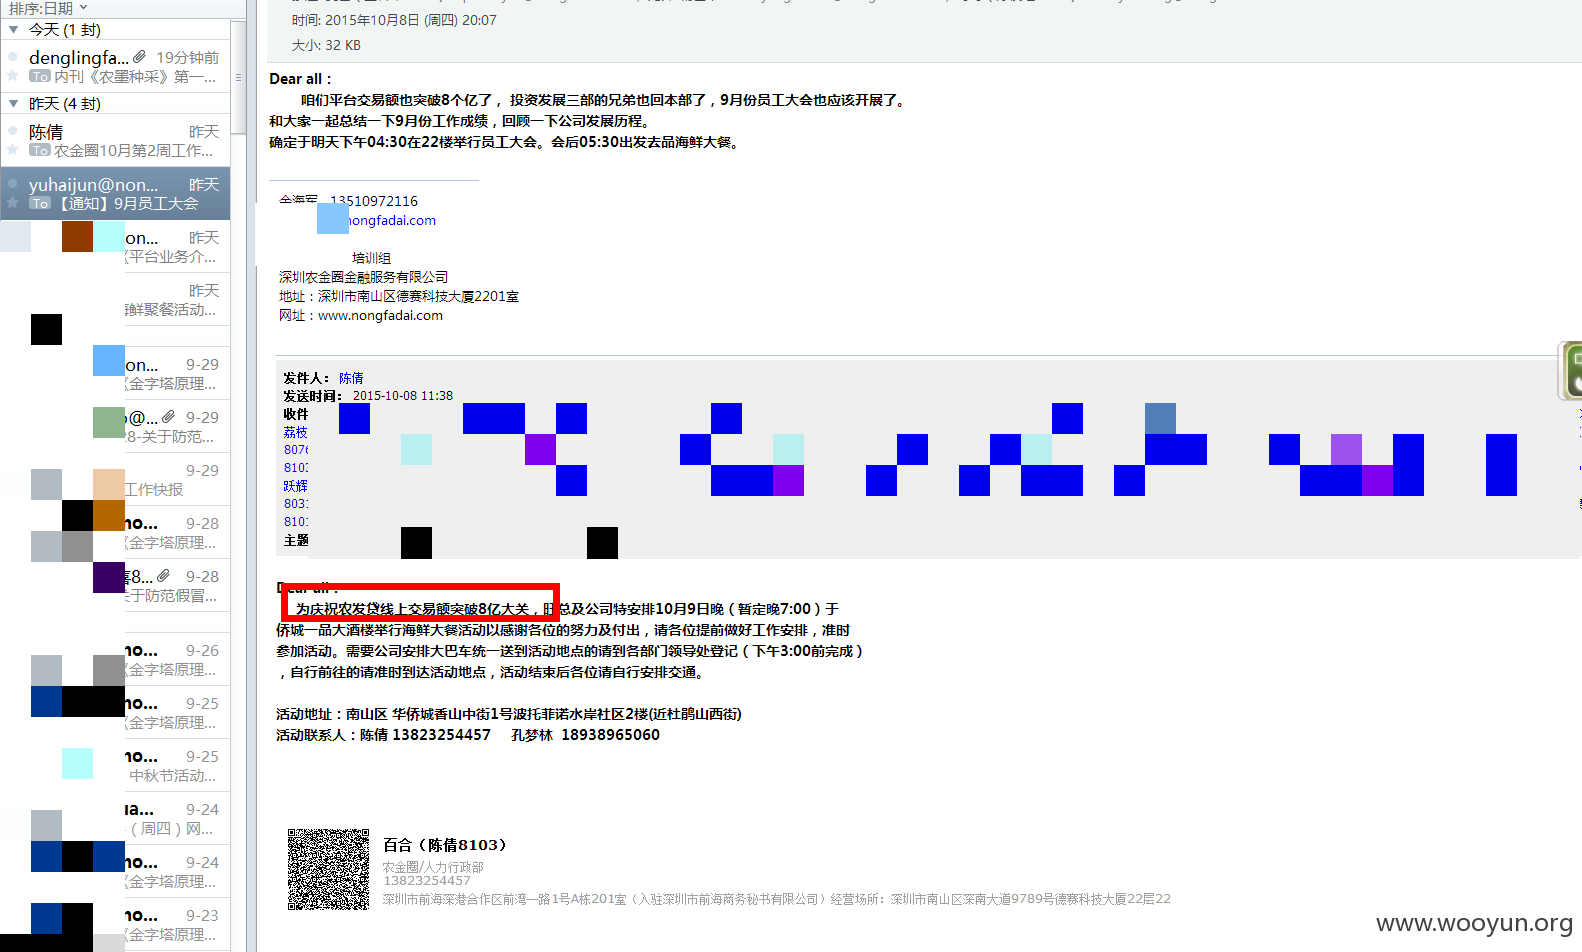 排序:日期
今天 (1 封)
denglingfa... 19分钟前
To 内刊《农墨种采》第一...
昨天 (4 封)
陈倩 昨天
To 农金圈10月第2周工作...
yuhaijun@non... 昨天
To 【通知】9月员工大会
on... 昨天
《平台业务介...
昨天
海鲜聚餐活动...
on... 9-29
《金字塔原理...
@... 9-29
28-关于防范...
9-29
工作快报
no... 9-28
《金字塔原理...
喜8... 9-28
关于防范假冒...
no... 9-26
《金字塔原理...
no... 9-25
《金字塔原理...
no... 9-25
中秋节活动...
ua... 9-24
(周四) 网...
no... 9-24
《金字塔原理...
no... 9-23
《金字塔原理...
时间: 2015年10月8日 (周四) 20:07
大小: 32 KB
Dear all：
咱们平台交易额也突破8个亿了， 投资发展三部的兄弟也回本部了，9月份员工大会也应该开展了。
和大家一起总结一下9月份工作成绩，回顾一下公司发展历程。
确定于明天下午04:30在22楼举行员工大会。会后05:30出发去品海鲜大餐。
余海军 13510972116
nongfadai.com
培训组
深圳农金圈金融服务有限公司
地址：深圳市南山区德赛科技大厦2201室
网址：www.nongfadai.com
发件人： 陈倩
发送时间： 2015-10-08 11:38
收件
荔枝
8076
8103
跃辉
8031
8101
主题
Dear all：
为庆祝农发贷线上交易额突破8亿大关，旺总及公司特安排10月9日晚（暂定晚7:00）于
侨城一品大酒楼举行海鲜大餐活动以感谢各位的努力及付出，请各位提前做好工作安排，准时
参加活动。需要公司安排大巴车统一送到活动地点的请到各部门领导处登记（下午3:00前完成）
，自行前往的请准时到达活动地点，活动结束后各位请自行安排交通。
活动地址：南山区 华侨城香山中街1号波托菲诺水岸社区2楼(近杜鹃山西街)
活动联系人：陈倩 13823254457 孔梦林 18938965060
百合（陈倩8103）
农金圈/人力行政部
13823254457
深圳市前海深港合作区前湾一路1号A栋201室（入驻深圳市前海商务秘书有限公司）经营场所：深圳市南山区深南大道9789号德赛科技大厦22层22
www.wooyun.org